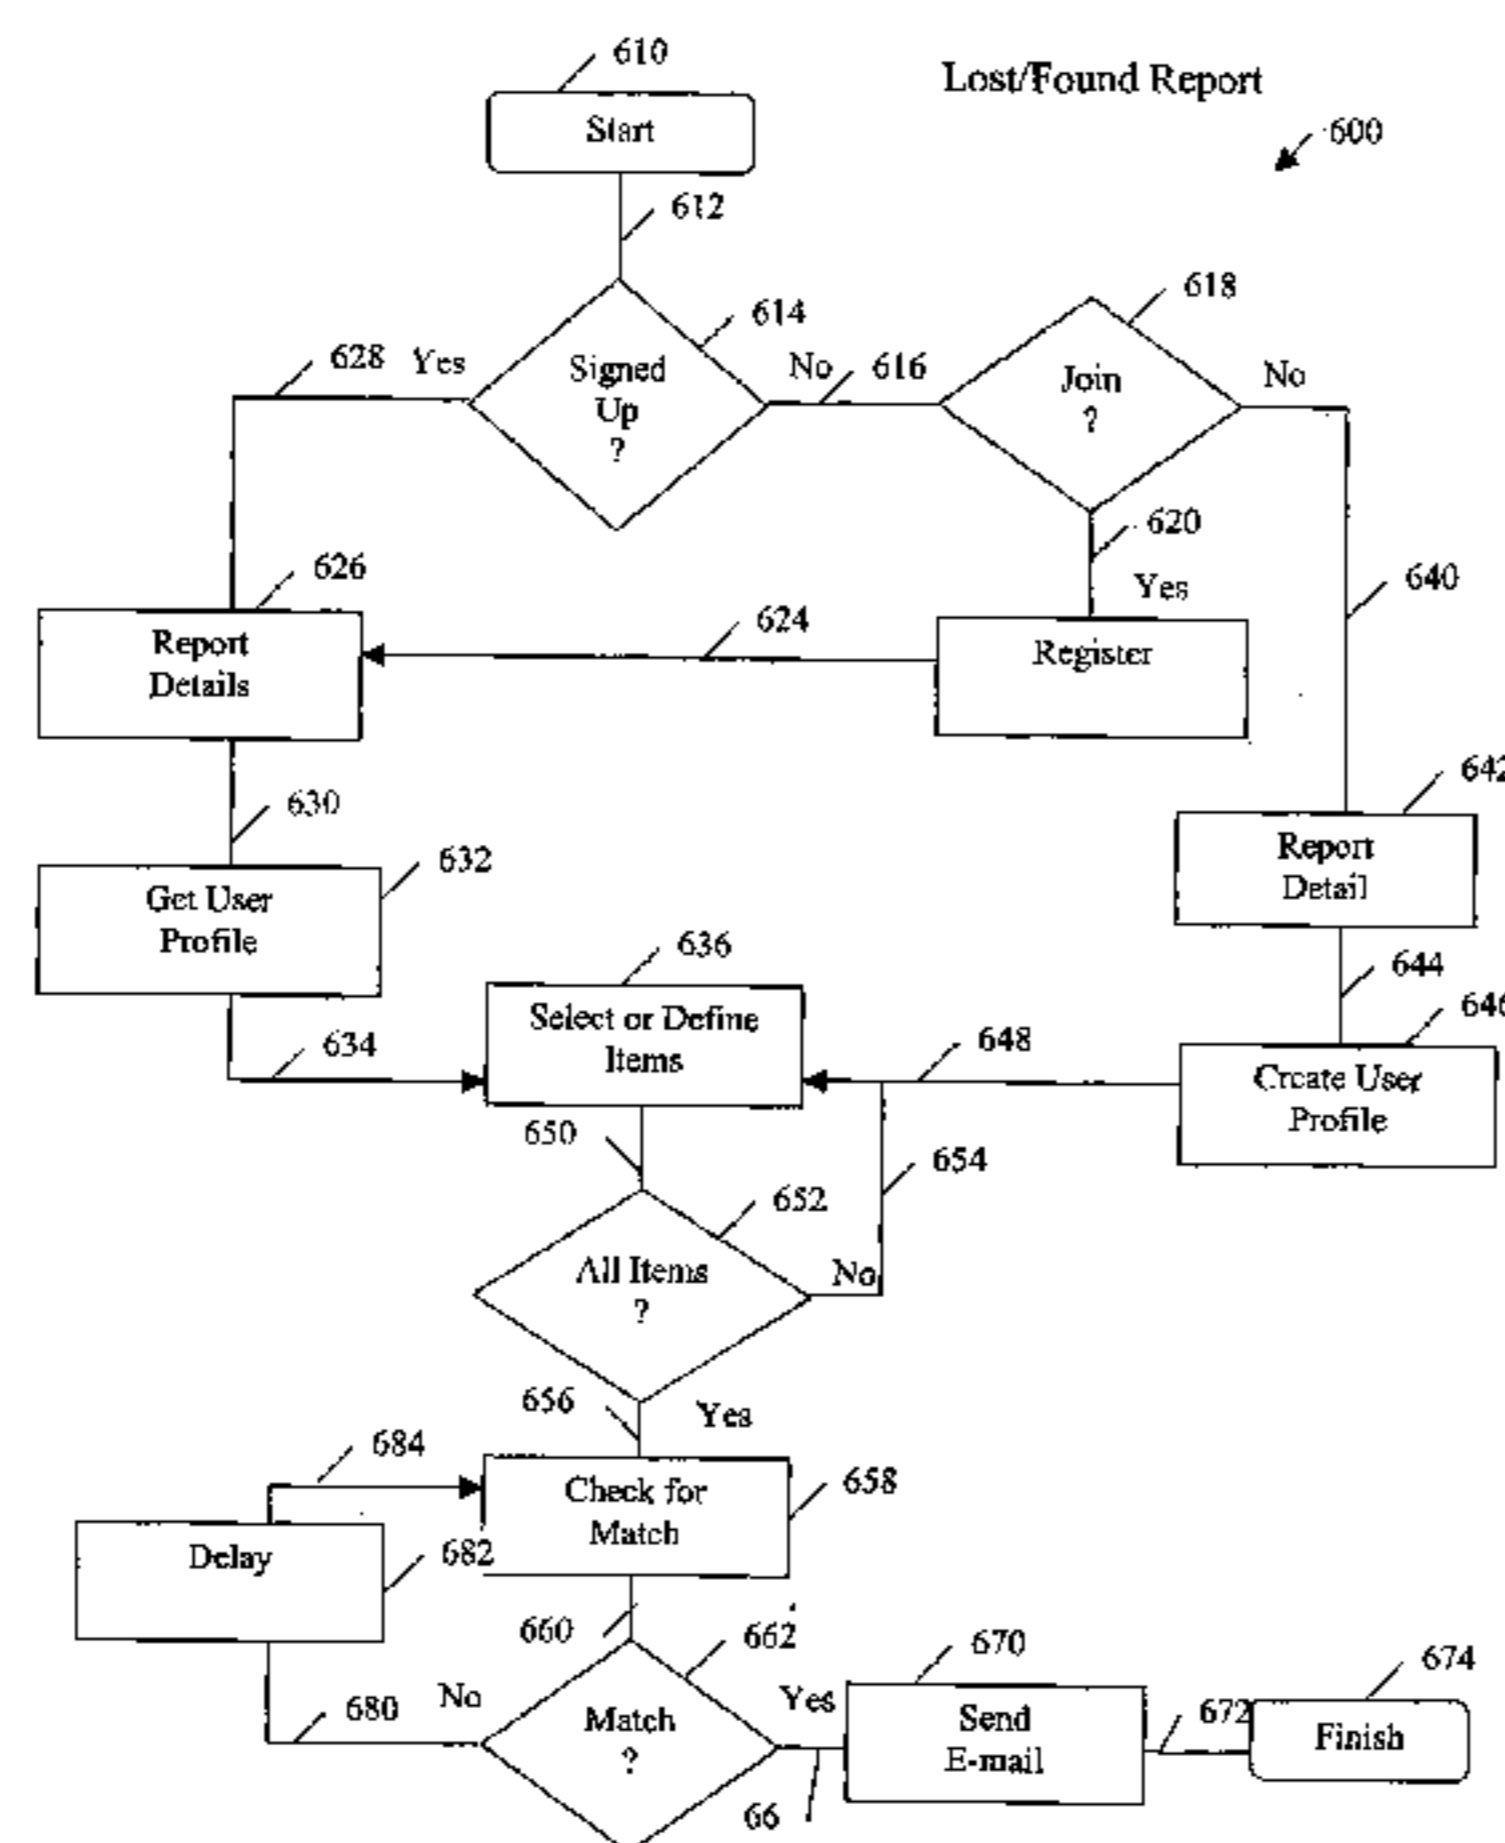 610
Lost/Found Report
Start
600
612
618
614
628
Yes
Signed
Up
?
No
616
Join
?
No
620
626
Yes
640
624
Report
Details
Register
642
630
Report
Detail
632
Get User
Profile
636
644
646
Select or Define
Items
634
648
Create User
Profile
650
654
652
All Items
?
No
656
Yes
684
Check for
Match
658
Delay
682
660
662
670
674
No
680
Match
?
Yes
Send
E-mail
672
Finish
66